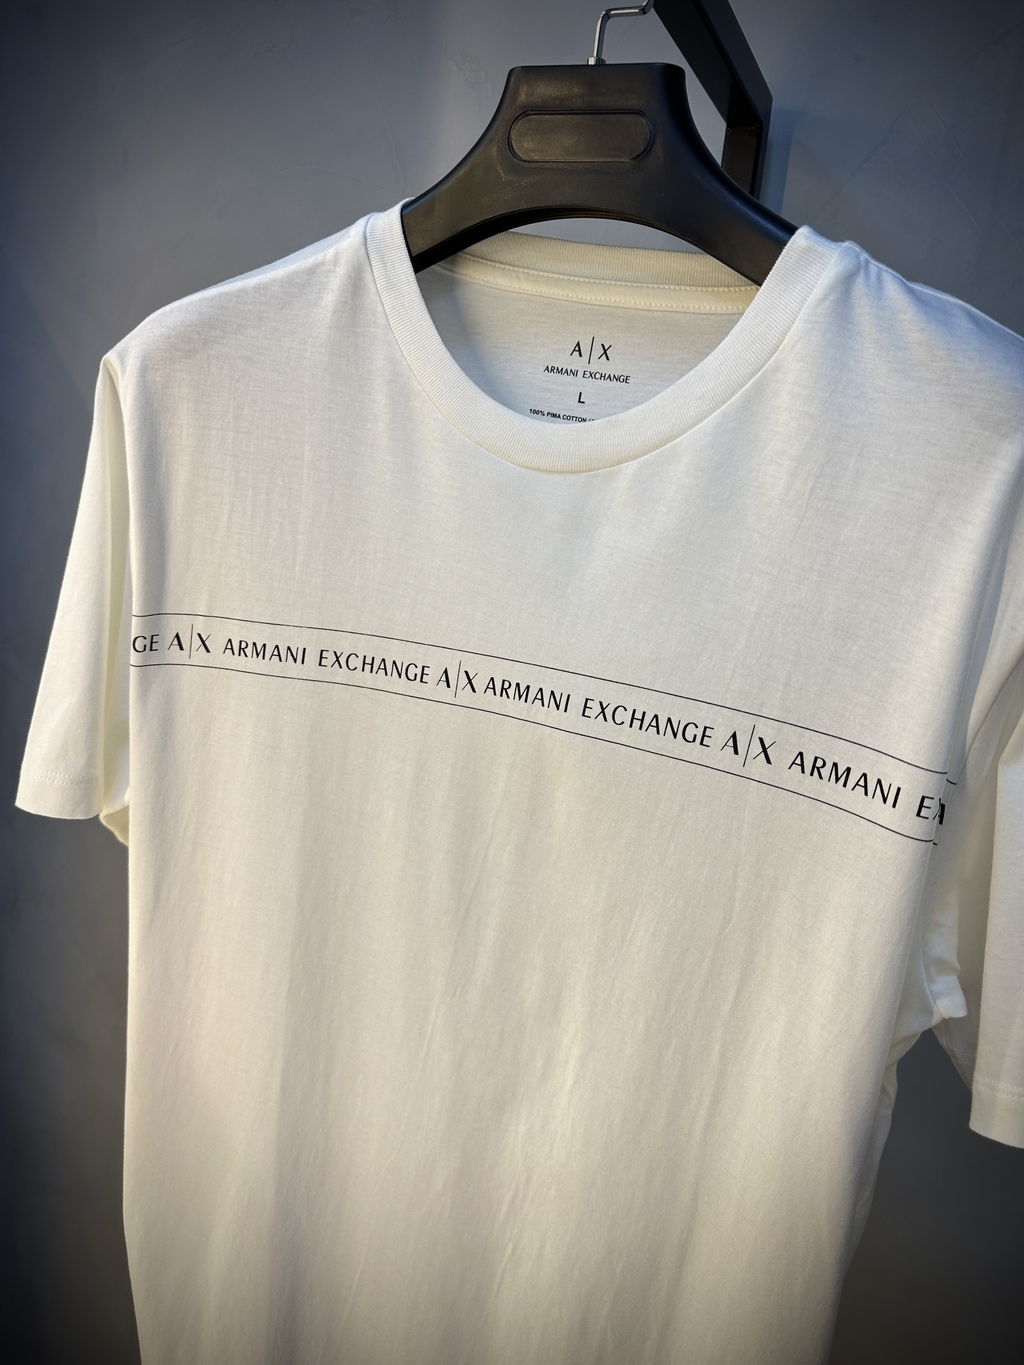 A|X
ARMANI EXCHANGE
L
100% PIMA COTTON
GE A|X ARMANI EXCHANGE A|X ARMANI EXCHANGE A|X ARMANI